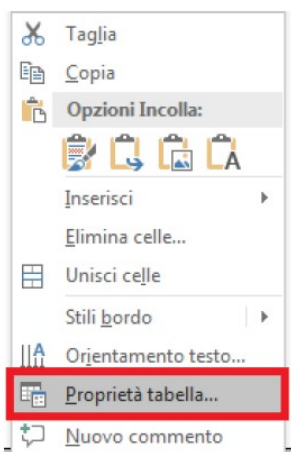 Taglia
Copia
Opzioni Incolla:
A
Inserisci
Elimina celle...
Unisci celle
Stili bordo
Orientamento testo...
Proprietà tabella...
Nuovo commento